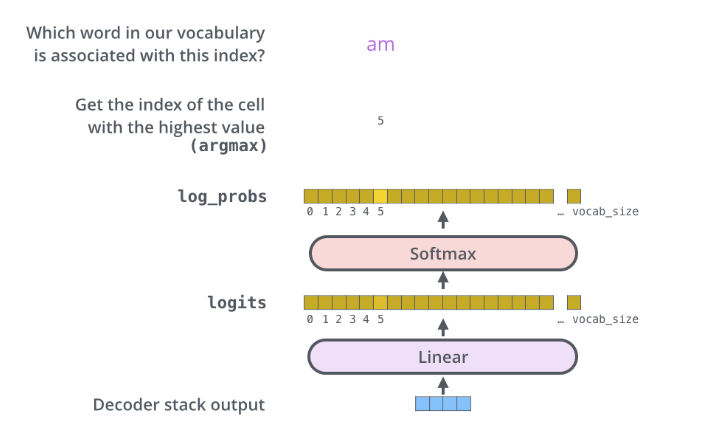 Which word in our vocabulary
is associated with this index?
am
Get the index of the cell
with the highest value
(argmax)
5
log_probs
0 1 2 3 4 5 … vocab_size
Softmax
logits
0 1 2 3 4 5 … vocab_size
Linear
Decoder stack output